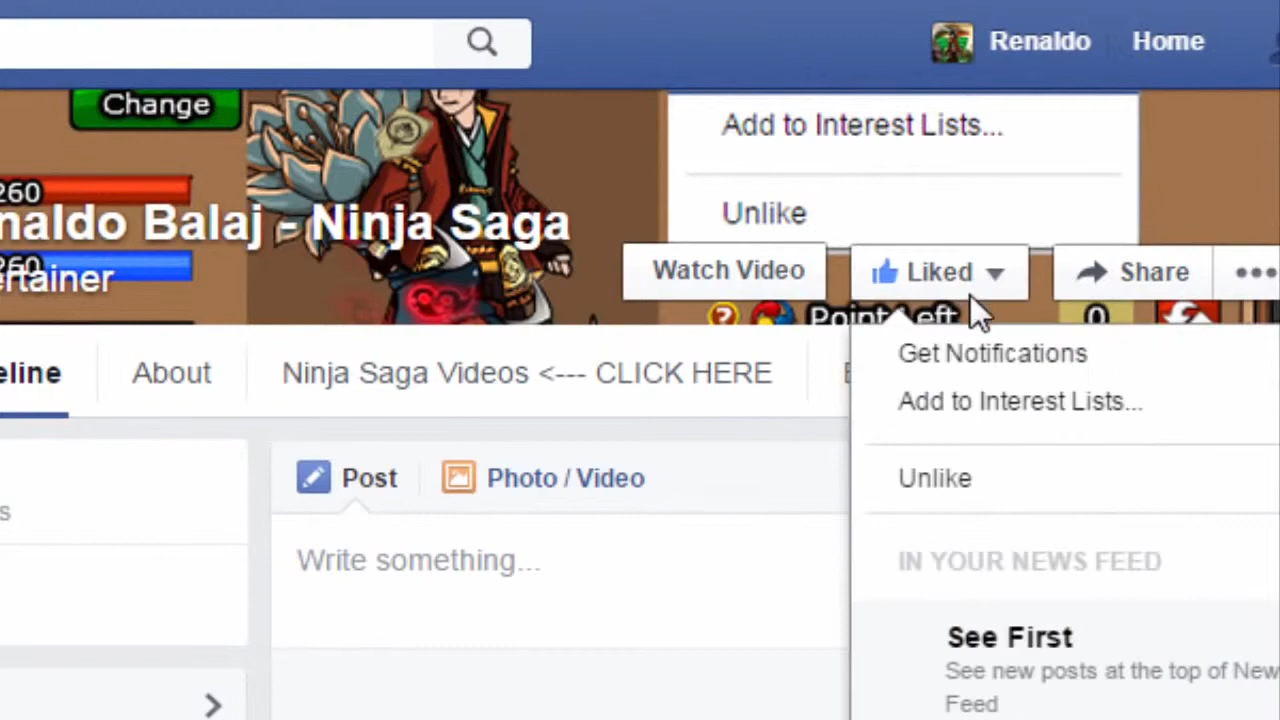 Renaldo
Home
Change
Add to Interest Lists...
260
naldo Balaj - Ninja Saga
Unlike
260
ertainer
Watch Video
Liked
Share
Point Left
0
eline
About
Ninja Saga Videos <--- CLICK HERE
Get Notifications
Add to Interest Lists...
Post
Photo / Video
Unlike
s
Write something...
IN YOUR NEWS FEED
See First
See new posts at the top of New
Feed